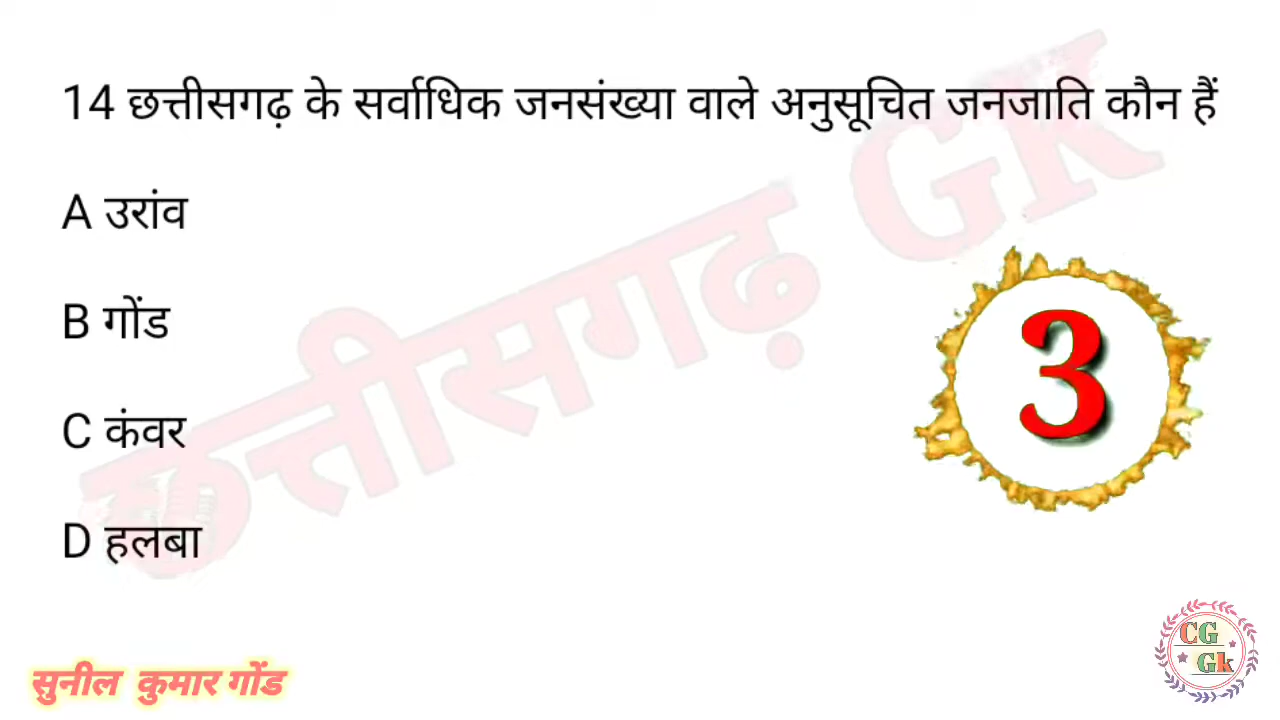 14 छत्तीसगढ़ के सर्वाधिक जनसंख्या वाले अनुसूचित जनजाति कौन हैं
A उरांव
B गोंड
C कंवर
D हलबा
3
छत्तीसगढ़ GK
सुनील कुमार गोंड
CG
Gk